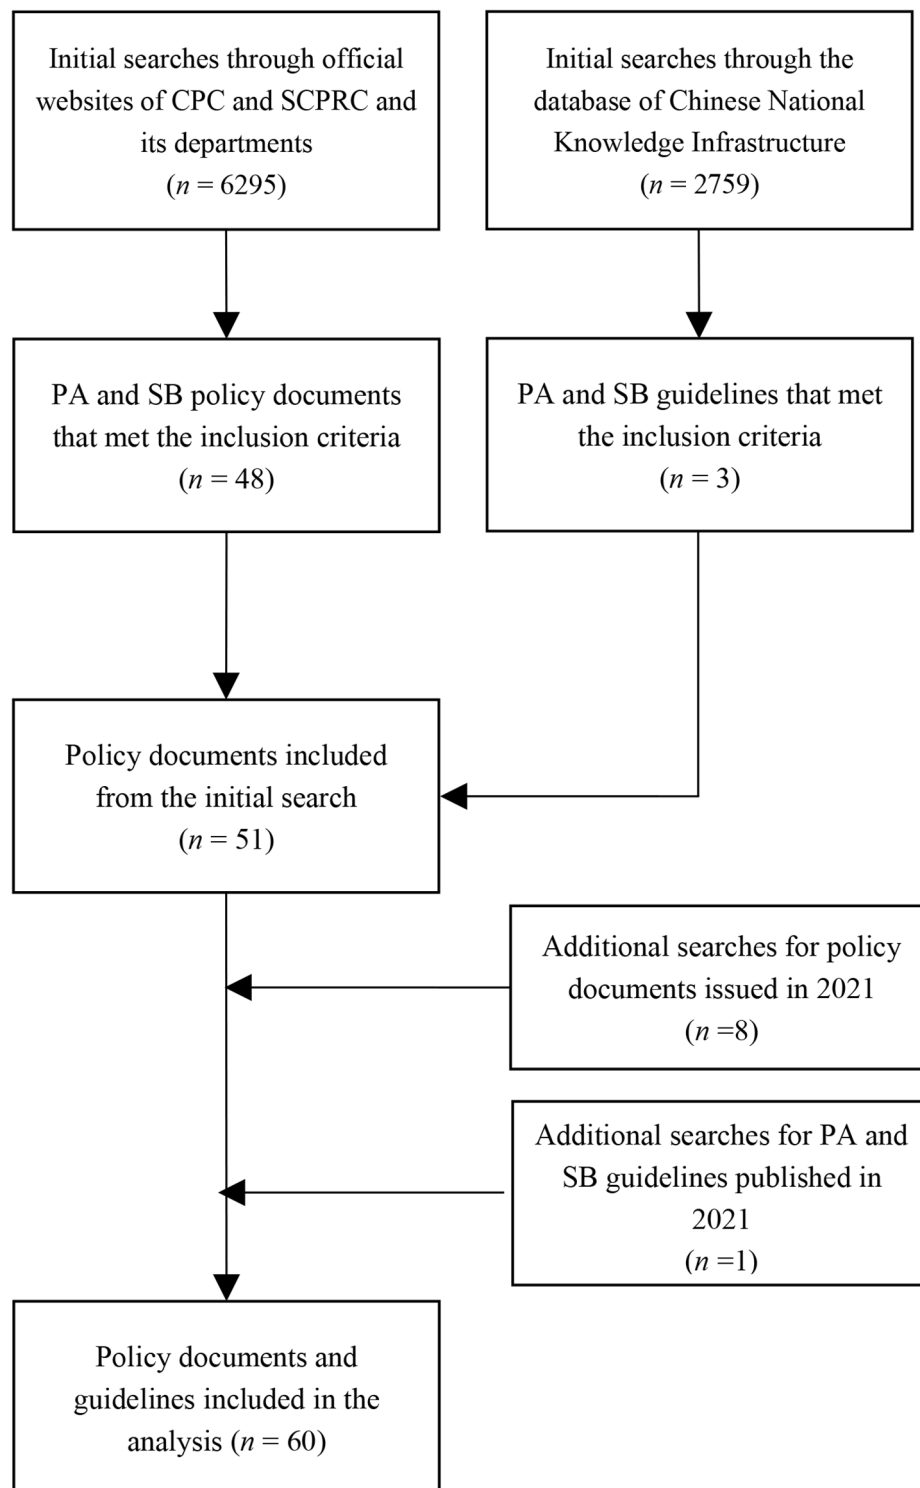 Initial searches through official
websites of CPC and SCPRC and
its departments
(n = 6295)
Initial searches through the
database of Chinese National
Knowledge Infrastructure
(n = 2759)
PA and SB policy documents
that met the inclusion criteria
(n = 48)
PA and SB guidelines that met
the inclusion criteria
(n = 3)
Policy documents included
from the initial search
(n = 51)
Additional searches for policy
documents issued in 2021
(n =8)
Additional searches for PA and
SB guidelines published in
2021
(n =1)
Policy documents and
guidelines included in the
analysis (n = 60)